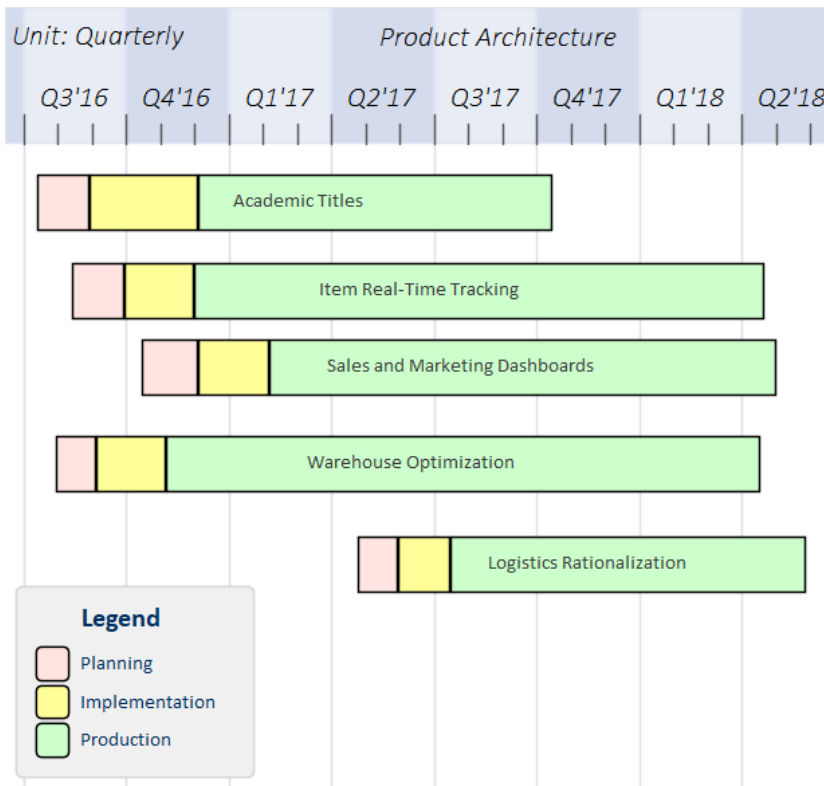 Unit: Quarterly
Product Architecture
Q3'16 Q4'16 Q1'17 Q2'17 Q3'17 Q4'17 Q1'18 Q2'18
Academic Titles
Item Real-Time Tracking
Sales and Marketing Dashboards
Warehouse Optimization
Logistics Rationalization
Legend
Planning
Implementation
Production